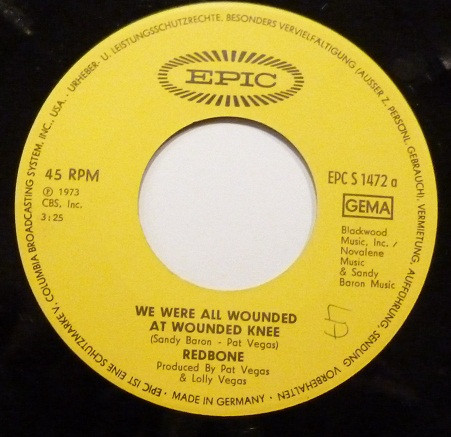 URHEBER- U. LEISTUNGSSCHUTZRECHTE, BESONDERS VERVIELFÄLTIGUNG (AUSSER Z. PERSONL. GEBRAUCH), VERMIETUNG, AUFFÜHRUNG, SENDUNG VORBEHALTEN
EPIC
45 RPM
℗ 1973
CBS, Inc.
3:25
EPC S 1472 a
GEMA
Blackwood
Music, Inc. /
Novalene
Music
& Sandy
Baron Music
WE WERE ALL WOUNDED
AT WOUNDED KNEE
(Sandy Baron - Pat Vegas)
REDBONE
Produced By Pat Vegas
& Lolly Vegas
EPIC IST EINE SCHUTZMARKE V. COLUMBIA BROADCASTING SYSTEM, INC., USA. •
• MADE IN GERMANY •